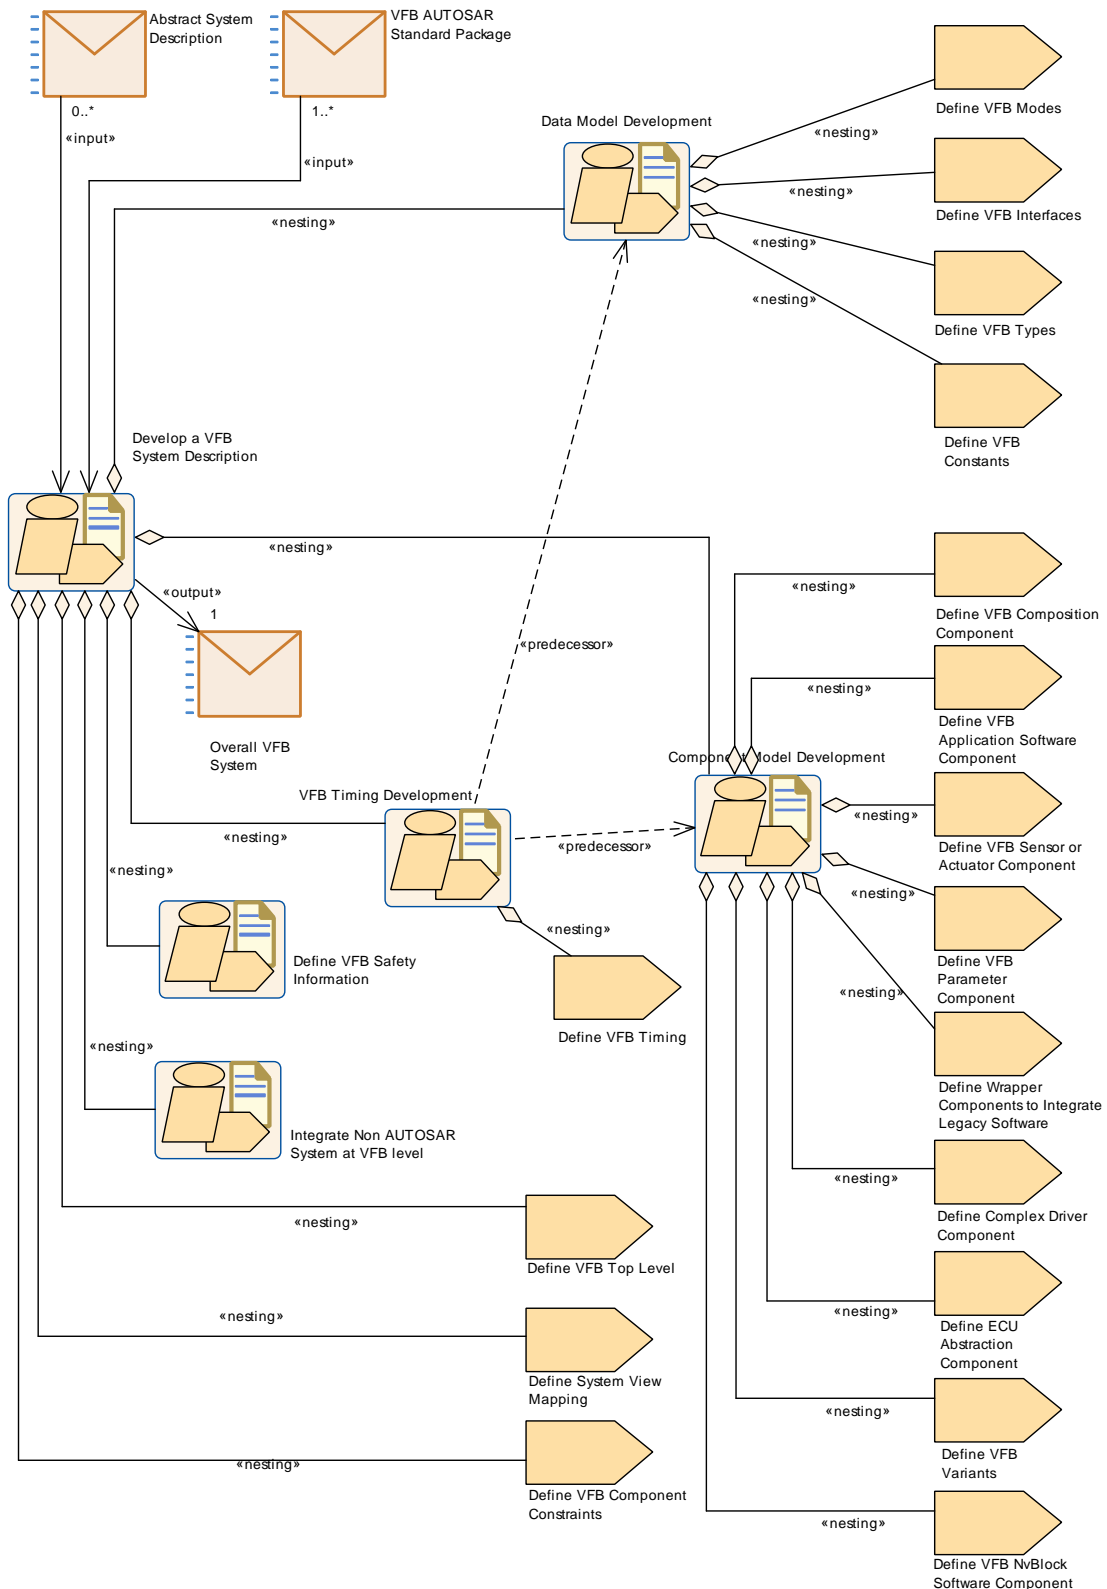 Abstract System
Description
VFB AUTOSAR
Standard Package
0..*
«input»
1..*
«input»
Data Model Development
«nesting»
Define VFB Modes
«nesting»
Define VFB Interfaces
«nesting»
«nesting»
Define VFB Types
«nesting»
Define VFB
Constants
Develop a VFB
System Description
«nesting»
«output»
1
Overall VFB
System
«predecessor»
«nesting»
Define VFB Composition
Component
«nesting»
Define VFB
Application Software
Component
Component Model Development
VFB Timing Development
«nesting»
«predecessor»
«nesting»
Define VFB Sensor or
Actuator Component
«nesting»
Define VFB
Parameter
Component
«nesting»
Define VFB Safety
Information
«nesting»
Define VFB Timing
«nesting»
Define Wrapper
Components to Integrate
Legacy Software
«nesting»
Integrate Non AUTOSAR
System at VFB level
«nesting»
Define Complex Driver
Component
«nesting»
Define VFB Top Level
«nesting»
Define ECU
Abstraction
Component
«nesting»
Define System View
Mapping
«nesting»
Define VFB
Variants
«nesting»
Define VFB Component
Constraints
«nesting»
Define VFB NvBlock
Software Component